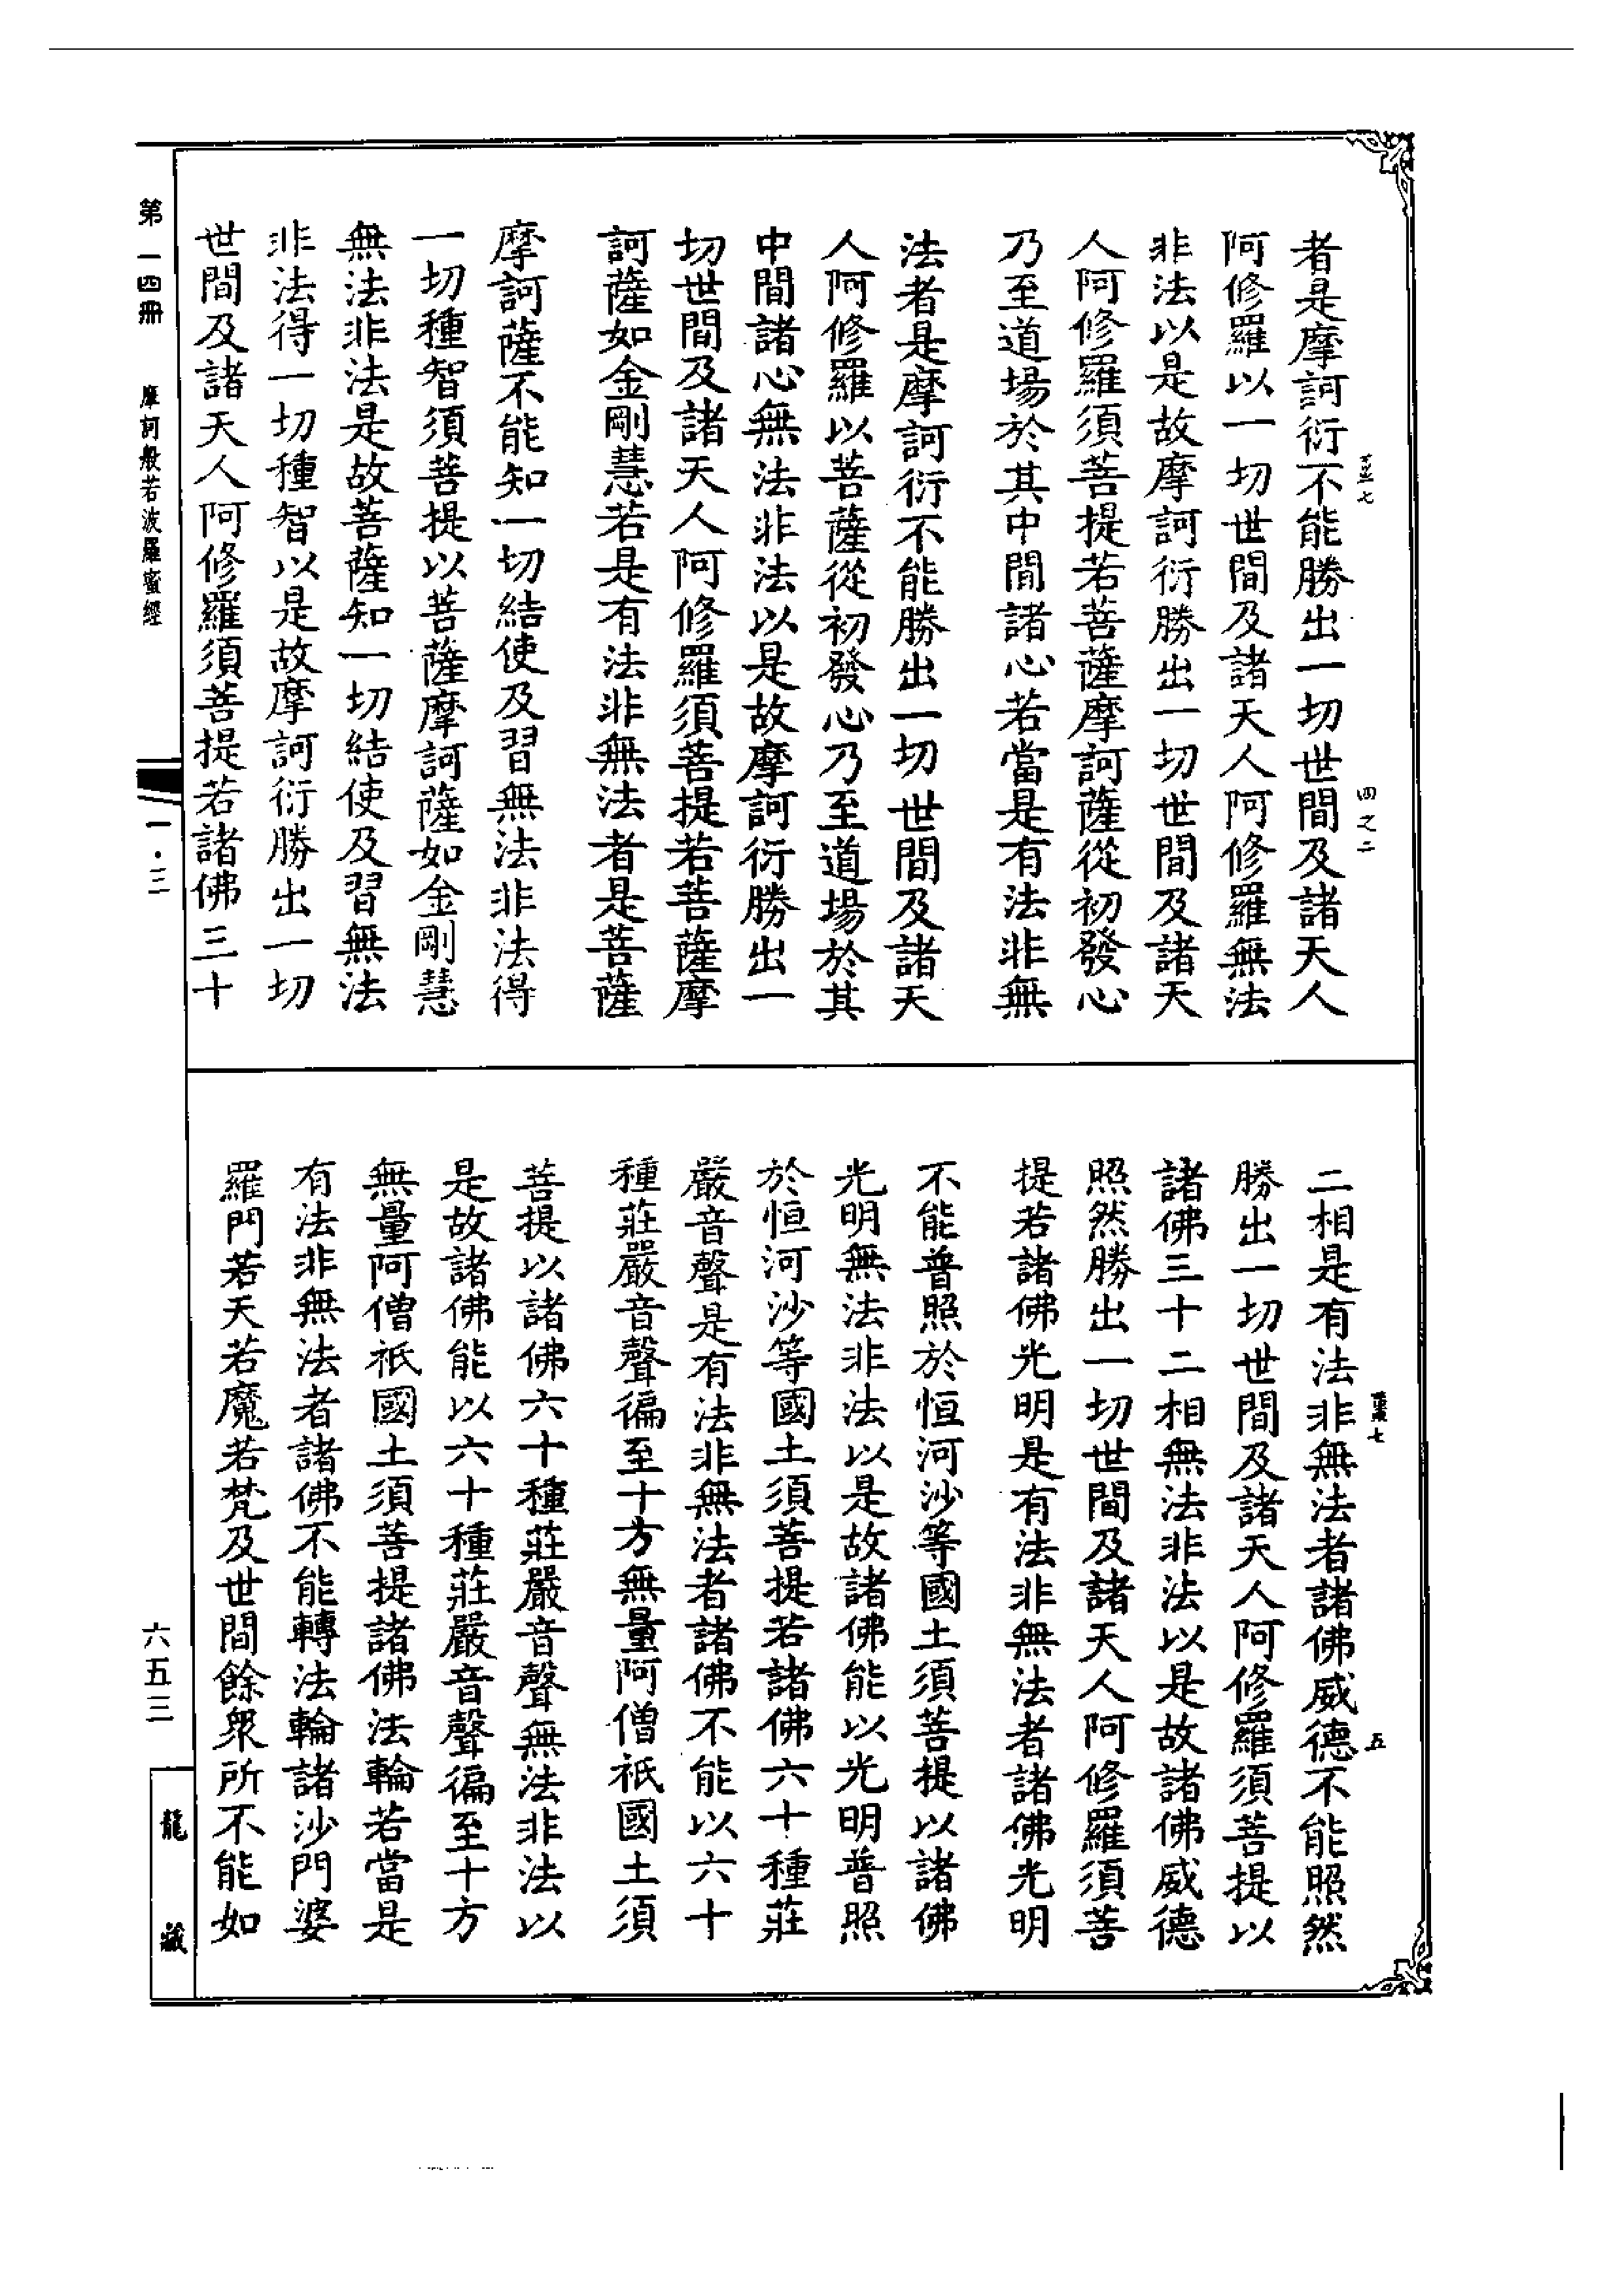 者是摩訶衍不能勝出一切世間及諸天人
阿修羅以一切世間及諸天人阿修羅無法
非法以是故摩訶衍勝出一切世間及諸天
人阿修羅須菩提若菩薩摩訶薩從初發心
乃至道場於其中間諸心若當是有法非無
法者是摩訶衍不能勝出一切世間及諸天
人阿修羅以菩薩從初發心乃至道場於其
中間諸心無法非法以是故摩訶衍勝出一
切世間及諸天人阿修羅須菩提若菩薩摩
訶薩如金剛慧若是有法非無法者是菩薩
摩訶薩不能知一切結使及習無法非法得
一切種智須菩提以菩薩摩訶薩如金剛慧
無法非法是故菩薩知一切結使及習無法
非法得一切種智以是故摩訶衍勝出一切
世間及諸天人阿修羅須菩提若諸佛三十
四之二
二相是有法非無法者諸佛威德不能照然
勝出一切世間及諸天人阿修羅須菩提以
諸佛三十二相無法非法以是故諸佛威德
照然勝出一切世間及諸天人阿修羅須菩
提若諸佛光明是有法非無法者諸佛光明
不能普照於恒河沙等國土須菩提以諸佛
光明無法非法以是故諸佛能以光明普照
於恒河沙等國土須菩提若諸佛六十種莊
嚴音聲是有法非無法者諸佛不能以六十
種莊嚴音聲徧至十方無量阿僧祇國土須
菩提以諸佛六十種莊嚴音聲無法非法以
是故諸佛能以六十種莊嚴音聲徧至十方
無量阿僧祇國土須菩提諸佛法輪若當是
有法非無法者諸佛不能轉法輪諸沙門婆
羅門若天若魔若梵及世間餘眾所不能如
五
第一四冊
摩訶般若波羅蜜經
一·三
六五三
龍藏